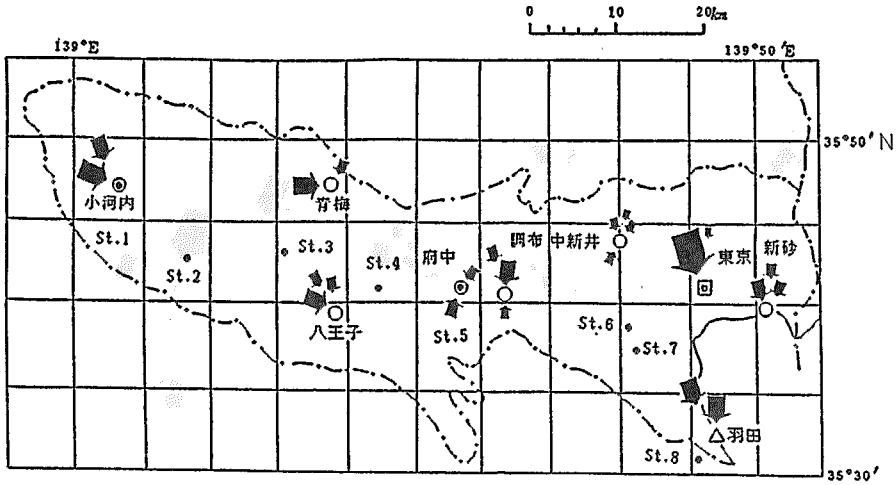 0 10 20km
139°E 139°50′E
35°50′N
小河内 青梅
St.1 St.3 府中 調布 中新井 東京 新砂
St.2 St.4
八王子 St.5 St.6
St.7
羽田
St.8
35°30′